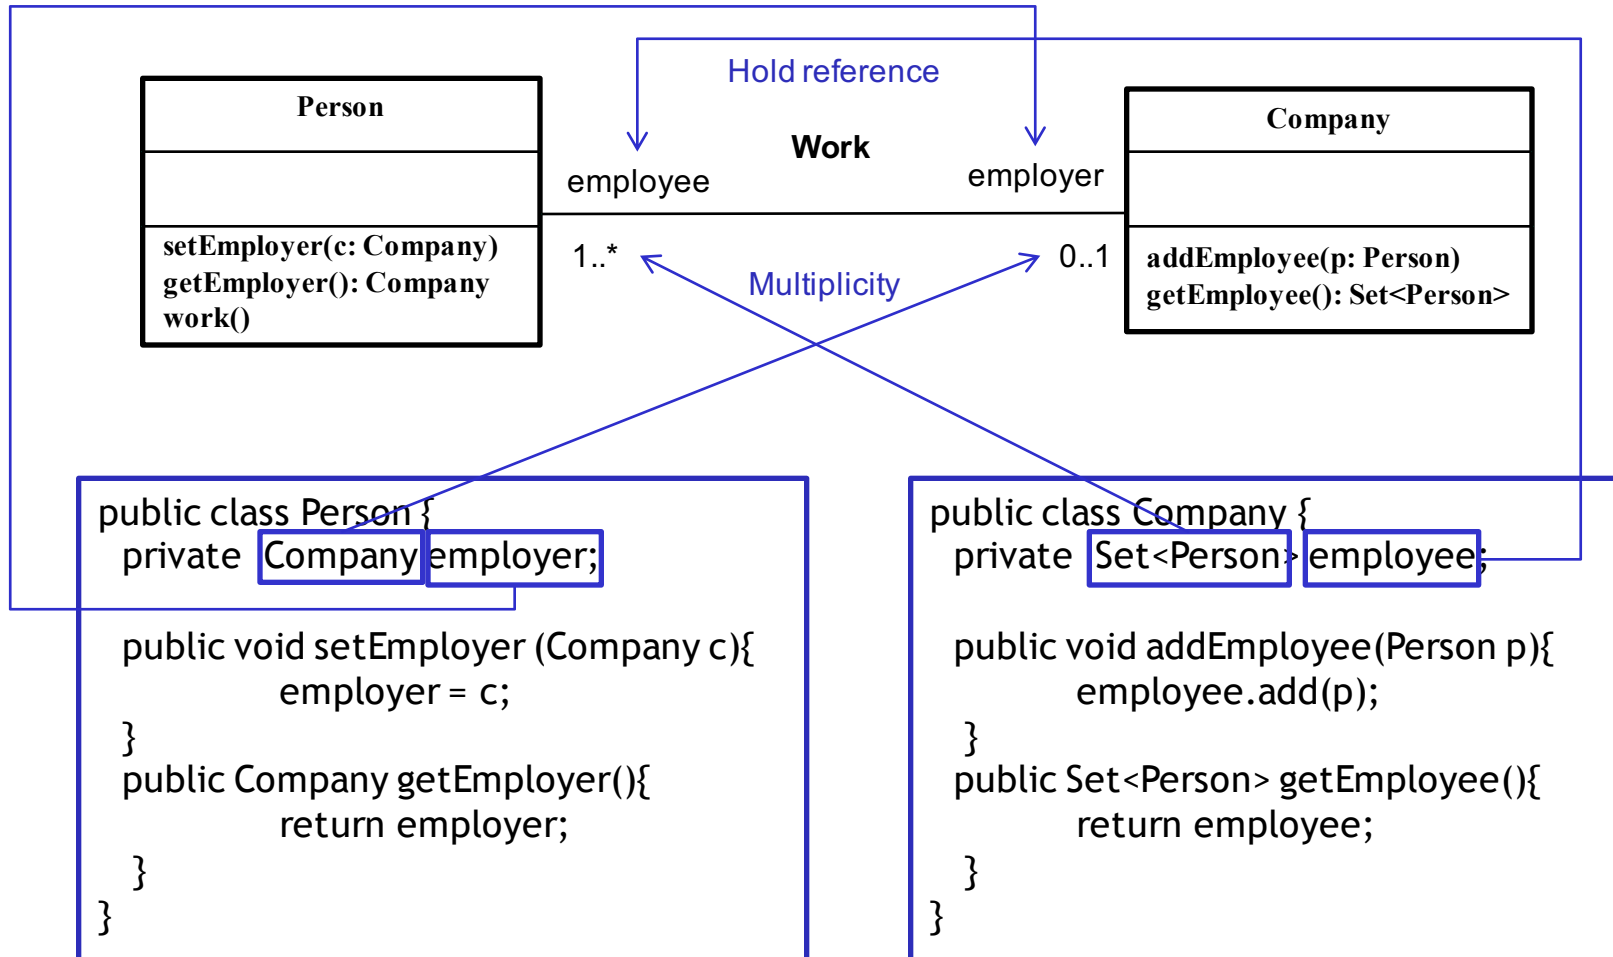 Hold reference
Person
Work
Company
employee
employer
setEmployer(c: Company)
getEmployer(): Company
work()
1..*
Multiplicity
0..1
addEmployee(p: Person)
getEmployee(): Set<Person>
public class Person {
private Company employer;
public void setEmployer (Company c){
employer = c;
}
public Company getEmployer(){
return employer;
}
}
public class Company {
private Set<Person> employee;
public void addEmployee(Person p){
employee.add(p);
}
public Set<Person> getEmployee(){
return employee;
}
}